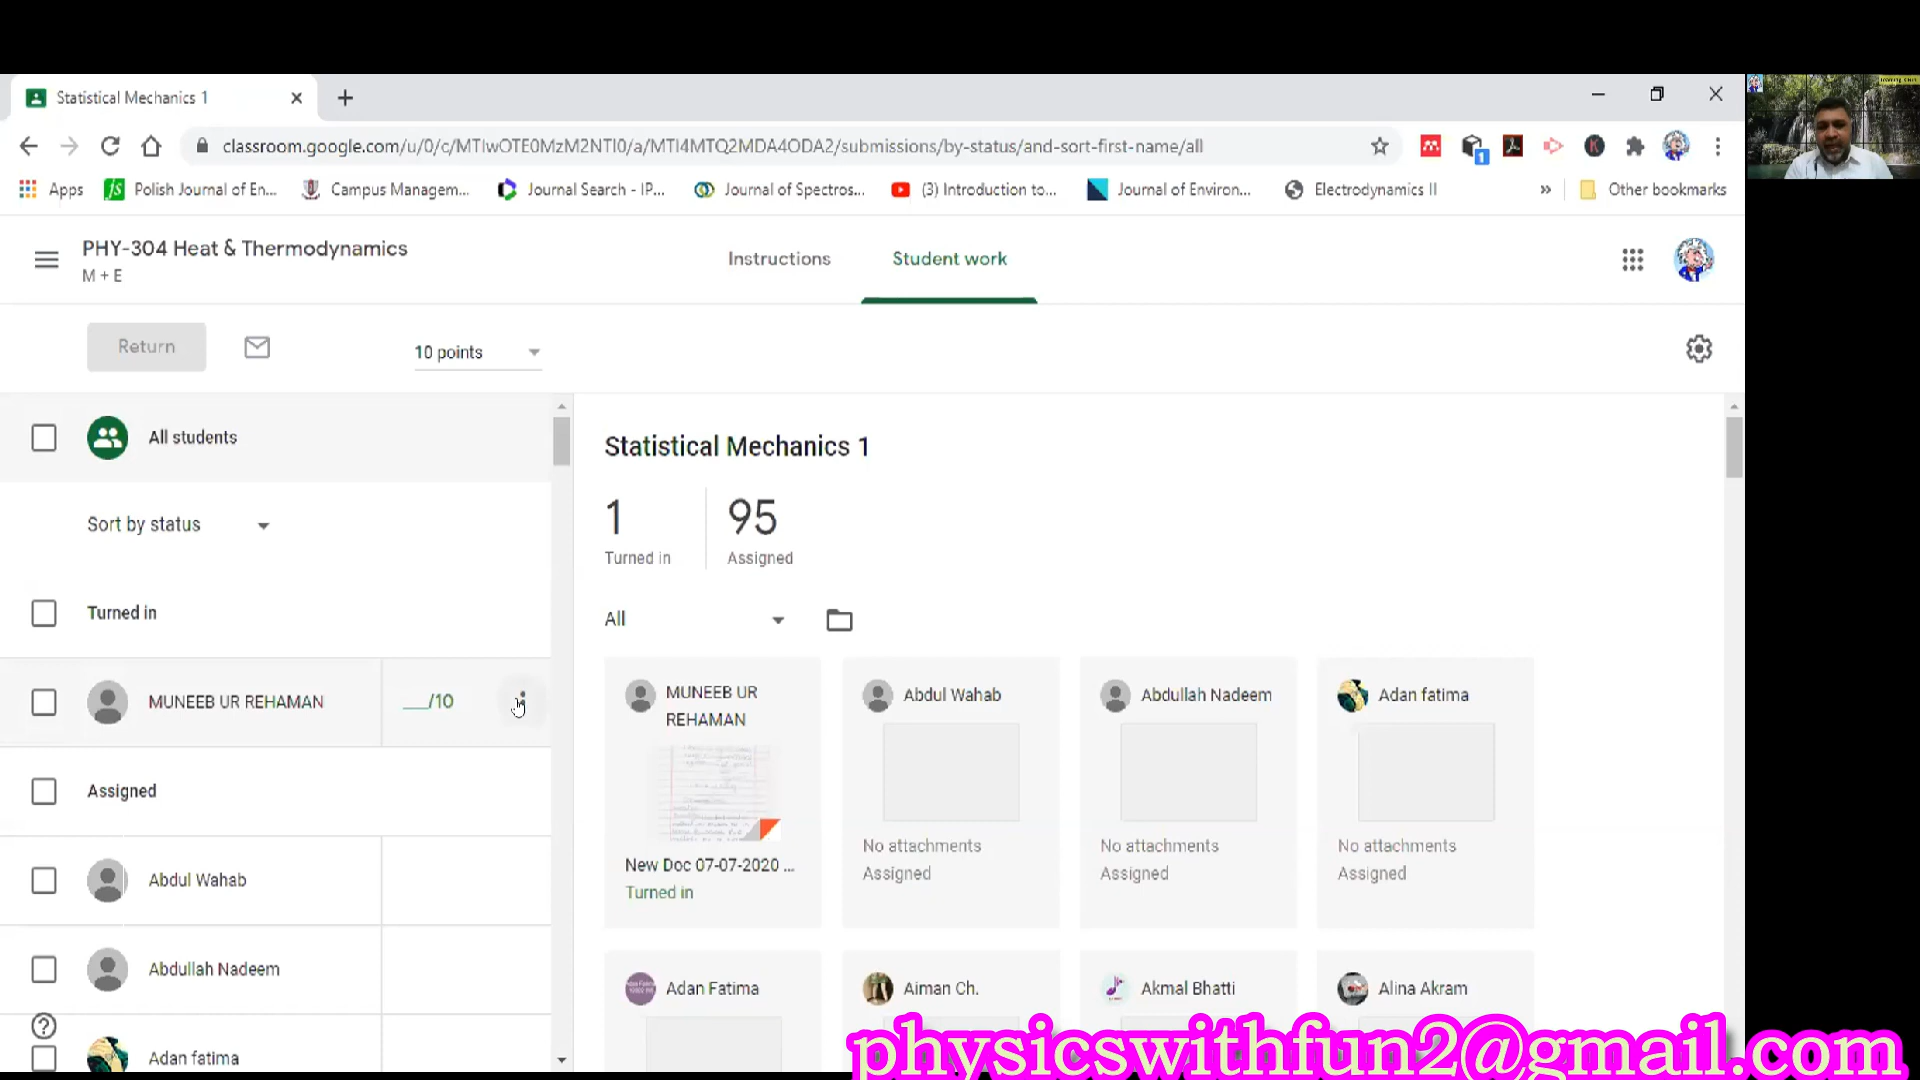 Statistical Mechanics 1
classroom.google.com/u/0/c/MTIwOTE0MzM2NTI0/a/MTI4MTQ2MDA4ODA2/submissions/by-status/and-sort-first-name/all
1
Apps
Polish Journal of En...
Campus Managem...
Journal Search - IP...
Journal of Spectros...
(3) Introduction to...
Journal of Environ...
Electrodynamics II
»
Other bookmarks
PHY-304 Heat & Thermodynamics
M + E
Instructions
Student work
Return
10 points
All students
Sort by status
Turned in
MUNEEB UR REHAMAN
___/10
Assigned
Abdul Wahab
Abdullah Nadeem
Adan fatima
Statistical Mechanics 1
1
Turned in
95
Assigned
All
MUNEEB UR
REHAMAN
New Doc 07-07-2020 ...
Turned in
Abdul Wahab
No attachments
Assigned
Abdullah Nadeem
No attachments
Assigned
Adan fatima
No attachments
Assigned
Adan Fatima
Aiman Ch.
Akmal Bhatti
Alina Akram
physicswithfun2@gmail.com